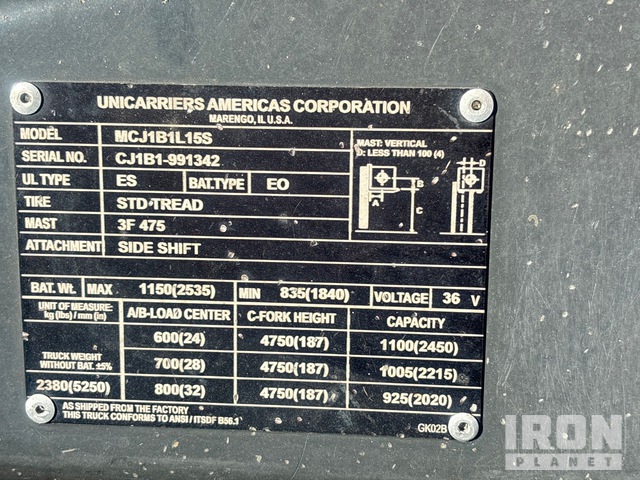 UNICARRIERS AMERICAS CORPORATION
MARENGO, IL U.S.A.
MODEL MCJ1B1L15S
SERIAL NO. CJ1B1-991342
UL TYPE ES BAT.TYPE EO
TIRE STD-TREAD
MAST 3F 475
ATTACHMENT SIDE SHIFT
MAST: VERTICAL
D: LESS THAN 100 (4)
D
A
B
C
BAT. Wt. MAX 1150(2535) MIN 835(1840) VOLTAGE 36 V
UNIT OF MEASURE:
kg (lbs) / mm (in)
A/B-LOAD CENTER C-FORK HEIGHT CAPACITY
600(24) 4750(187) 1100(2450)
TRUCK WEIGHT
WITHOUT BAT. ±5%
700(28) 4750(187) 1005(2215)
2380(5250) 800(32) 4750(187) 925(2020)
AS SHIPPED FROM THE FACTORY
THIS TRUCK CONFORMS TO ANSI / ITSDF B56.1
GK02B
IRON
PLANET